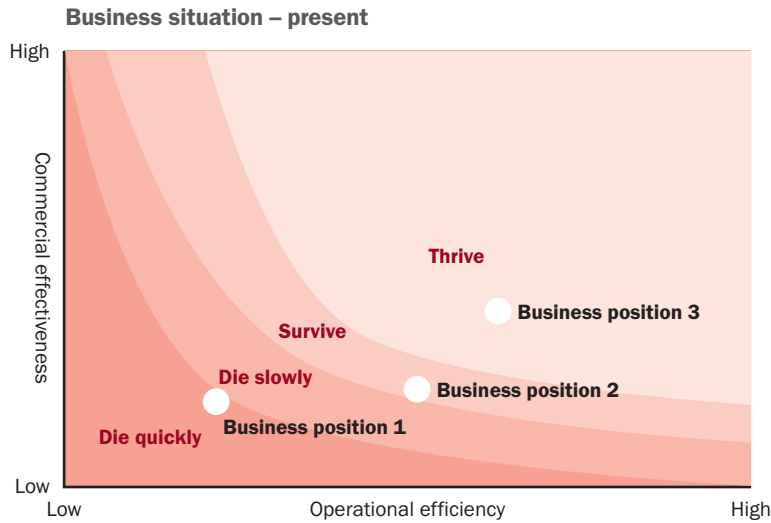 Business situation – present
High
Commercial effectiveness
Thrive
Business position 3
Survive
Die slowly
Business position 2
Business position 1
Die quickly
Low
Low
Operational efficiency
High